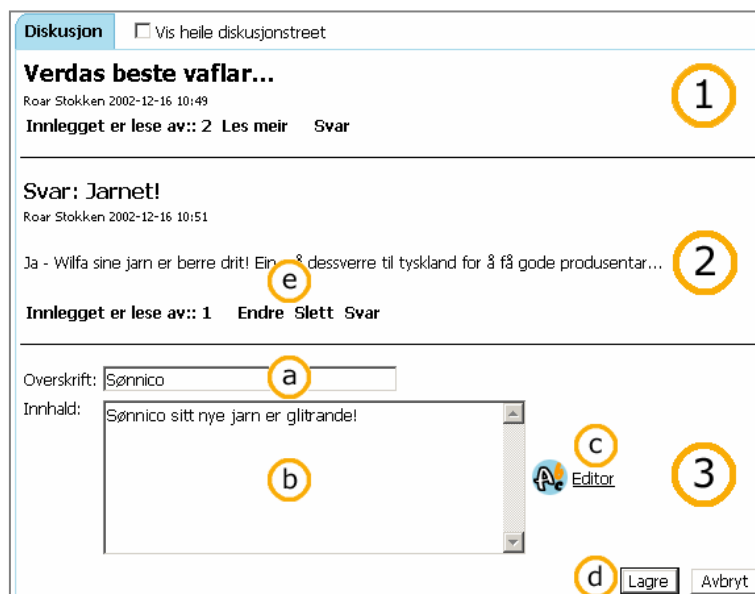 Diskusjon Vis heile diskusjonstreet
Verdas beste vaflar...
Roar Stokken 2002-12-16 10:49
1
Innlegget er lese av:: 2 Les meir Svar
Svar: Jarnet!
Roar Stokken 2002-12-16 10:51
Ja - Wilfa sine jarn er berre drit! Ein å dessverre til tyskland for å få gode produsentar... 2
e
Innlegget er lese av:: 1 Endre Slett Svar
Overskrift: Sønnico a
Innhald: Sønnico sitt nye jarn er glitrande!
c
b Editor 3
d Lagre Avbryt